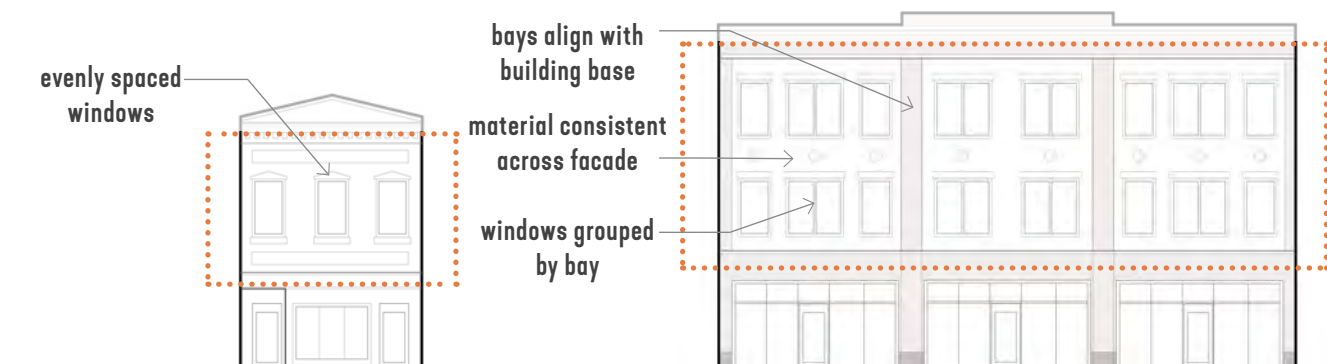 evenly spaced
windows
bays align with
building base
material consistent
across facade
windows grouped
by bay